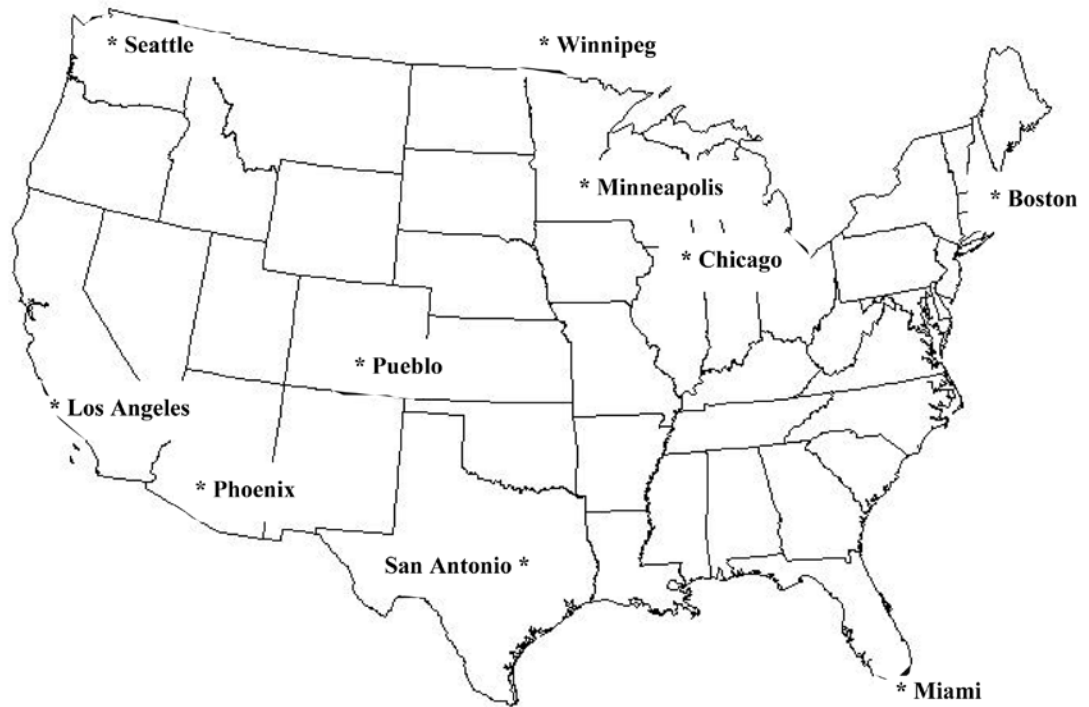 * Seattle
* Winnipeg
* Minneapolis
* Boston
* Chicago
* Pueblo
* Los Angeles
* Phoenix
San Antonio *
* Miami